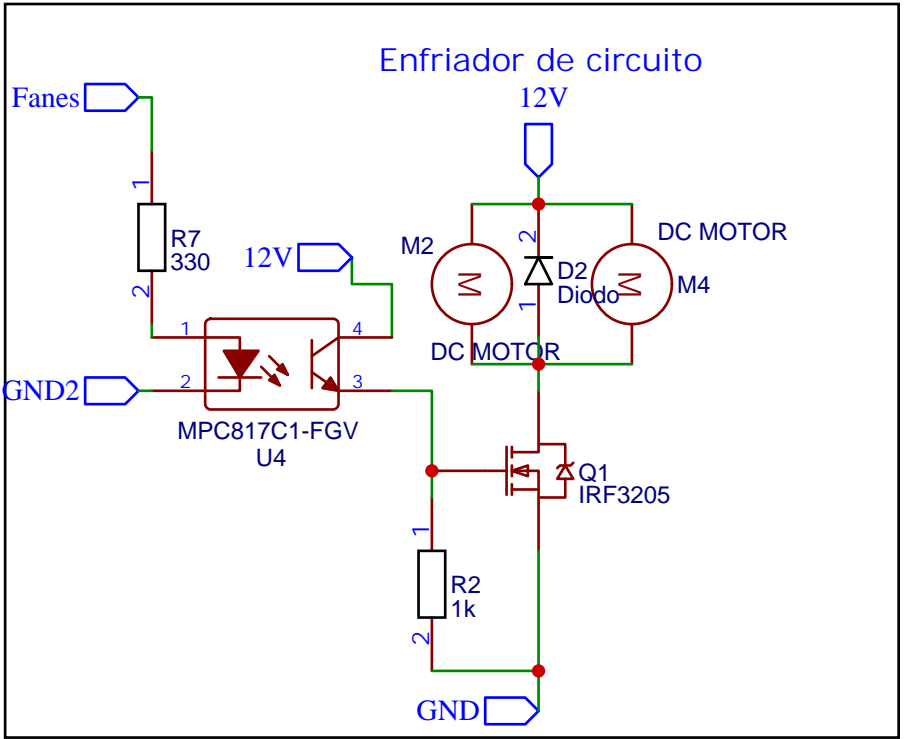 Enfriador de circuito
Fanes
12V
1
R7
330
2
12V
M2
2
D2
Diodo
1
DC MOTOR
M4
DC MOTOR
1
4
GND2
2
3
MPC817C1-FGV
U4
Q1
IRF3205
1
R2
1k
2
GND
M
M